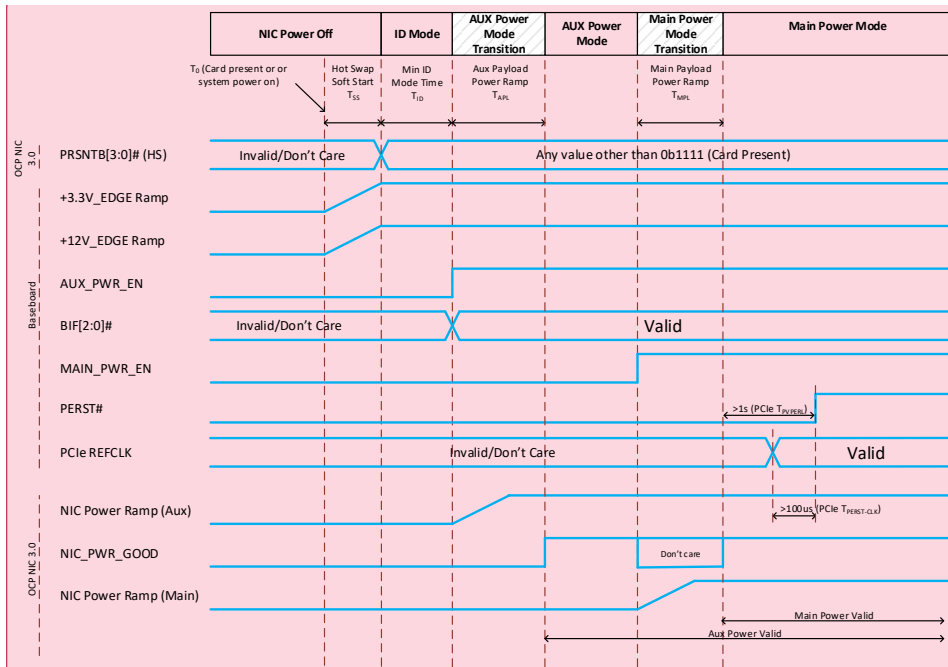 NIC Power Off
ID Mode
AUX Power
Mode
Transition
AUX Power
Mode
Main Power
Mode
Transition
Main Power Mode
T0 (Card present or or
system power on)
Hot Swap
Soft Start
TSS
Min ID
Mode Time
TID
Aux Payload
Power Ramp
TAPL
Main Payload
Power Ramp
TMPL
OCP NIC
3.0
PRSNTB[3:0]# (HS)
Invalid/Don't Care
Any value other than 0b1111 (Card Present)
Baseboard
+3.3V_EDGE Ramp
+12V_EDGE Ramp
AUX_PWR_EN
BIF[2:0]#
Invalid/Don't Care
Valid
MAIN_PWR_EN
PERST#
>1s (PCIe TPVPERL)
PCIe REFCLK
Invalid/Don't Care
Valid
OCP NIC 3.0
NIC Power Ramp (Aux)
>100us (PCIe TPERST-CLK)
NIC_PWR_GOOD
Don't care
NIC Power Ramp (Main)
Main Power Valid
Aux Power Valid